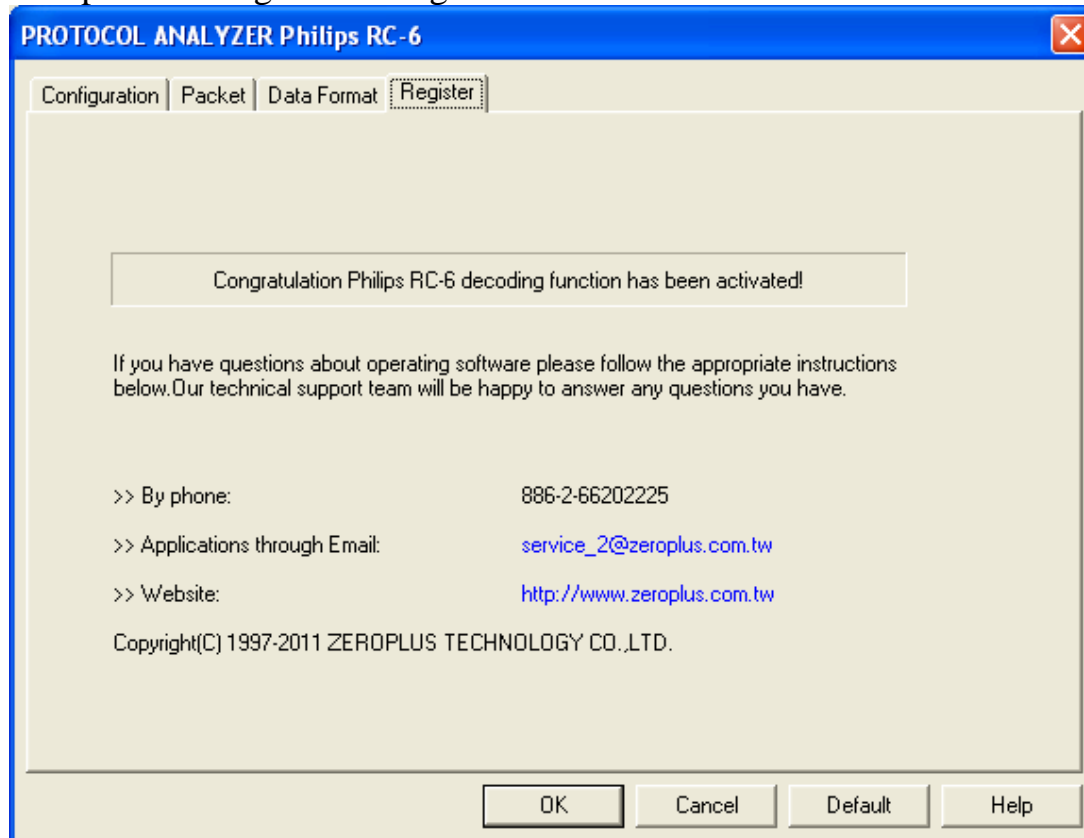 PROTOCOL ANALYZER Philips RC-6
Configuration Packet Data Format Register
Congratulation Philips RC-6 decoding function has been activated!
If you have questions about operating software please follow the appropriate instructions
below.Our technical support team will be happy to answer any questions you have.
>> By phone: 886-2-66202225
>> Applications through Email: service_2@zeroplus.com.tw
>> Website: http://www.zeroplus.com.tw
Copyright(C) 1997-2011 ZEROPLUS TECHNOLOGY CO.,LTD.
OK Cancel Default Help